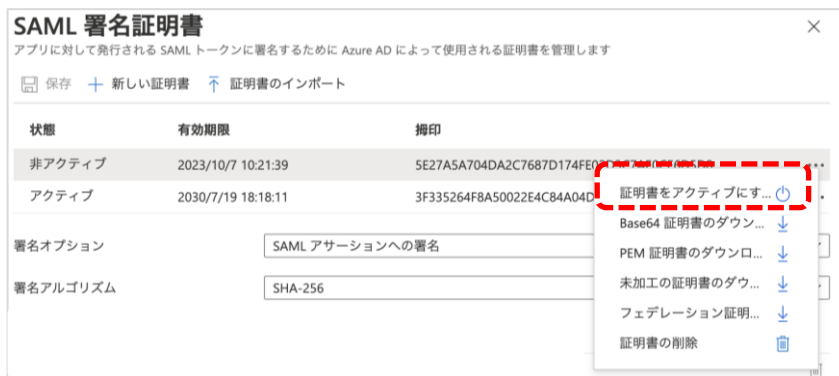 SAML 署名証明書
アプリに対して発行される SAML トークンに署名するために Azure AD によって使用される証明書を管理します
保存 新しい証明書 証明書のインポート
状態 有効期限 拇印
非アクティブ 2023/10/7 10:21:39
アクティブ 2030/7/19 18:18:11 3F335264F8A50022E4C84A04D
証明書をアクティブにす...
Base64 証明書のダウン...
PEM 証明書のダウンロ...
未加工の証明書のダウ...
フェデレーション証明...
証明書の削除
署名オプション SAML アサーションへの署名
署名アルゴリズム SHA-256